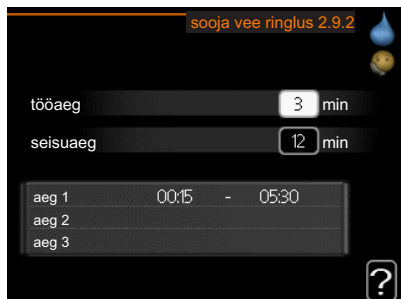 sooja vee ringlus 2.9.2
tööaeg 3 min
seisuaeg 12 min
aeg 1 00:15 - 05:30
aeg 2
aeg 3
?